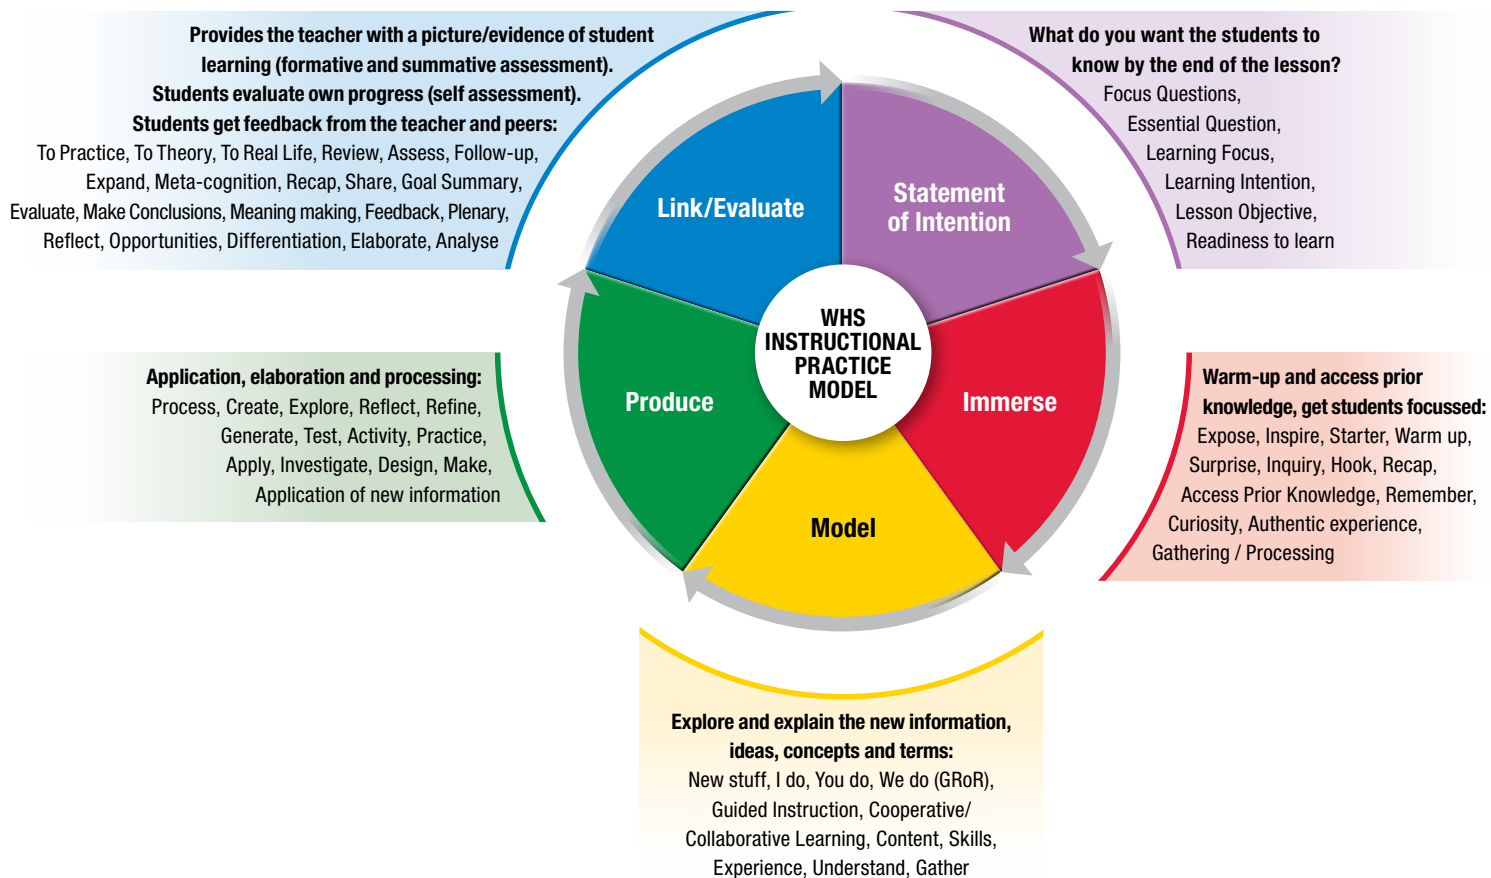 Provides the teacher with a picture/evidence of student
learning (formative and summative assessment).
Students evaluate own progress (self assessment).
Students get feedback from the teacher and peers:
To Practice, To Theory, To Real Life, Review, Assess, Follow-up,
Expand, Meta-cognition, Recap, Share, Goal Summary,
Evaluate, Make Conclusions, Meaning making, Feedback, Plenary,
Reflect, Opportunities, Differentiation, Elaborate, Analyse
What do you want the students to
know by the end of the lesson?
Focus Questions,
Essential Question,
Learning Focus,
Learning Intention,
Lesson Objective,
Readiness to learn
Link/Evaluate
Statement
of Intention
WHS
INSTRUCTIONAL
PRACTICE
MODEL
Produce
Immerse
Model
Application, elaboration and processing:
Process, Create, Explore, Reflect, Refine,
Generate, Test, Activity, Practice,
Apply, Investigate, Design, Make,
Application of new information
Warm-up and access prior
knowledge, get students focussed:
Expose, Inspire, Starter, Warm up,
Surprise, Inquiry, Hook, Recap,
Access Prior Knowledge, Remember,
Curiosity, Authentic experience,
Gathering / Processing
Explore and explain the new information,
ideas, concepts and terms:
New stuff, I do, You do, We do (GRoR),
Guided Instruction, Cooperative/
Collaborative Learning, Content, Skills,
Experience, Understand, Gather